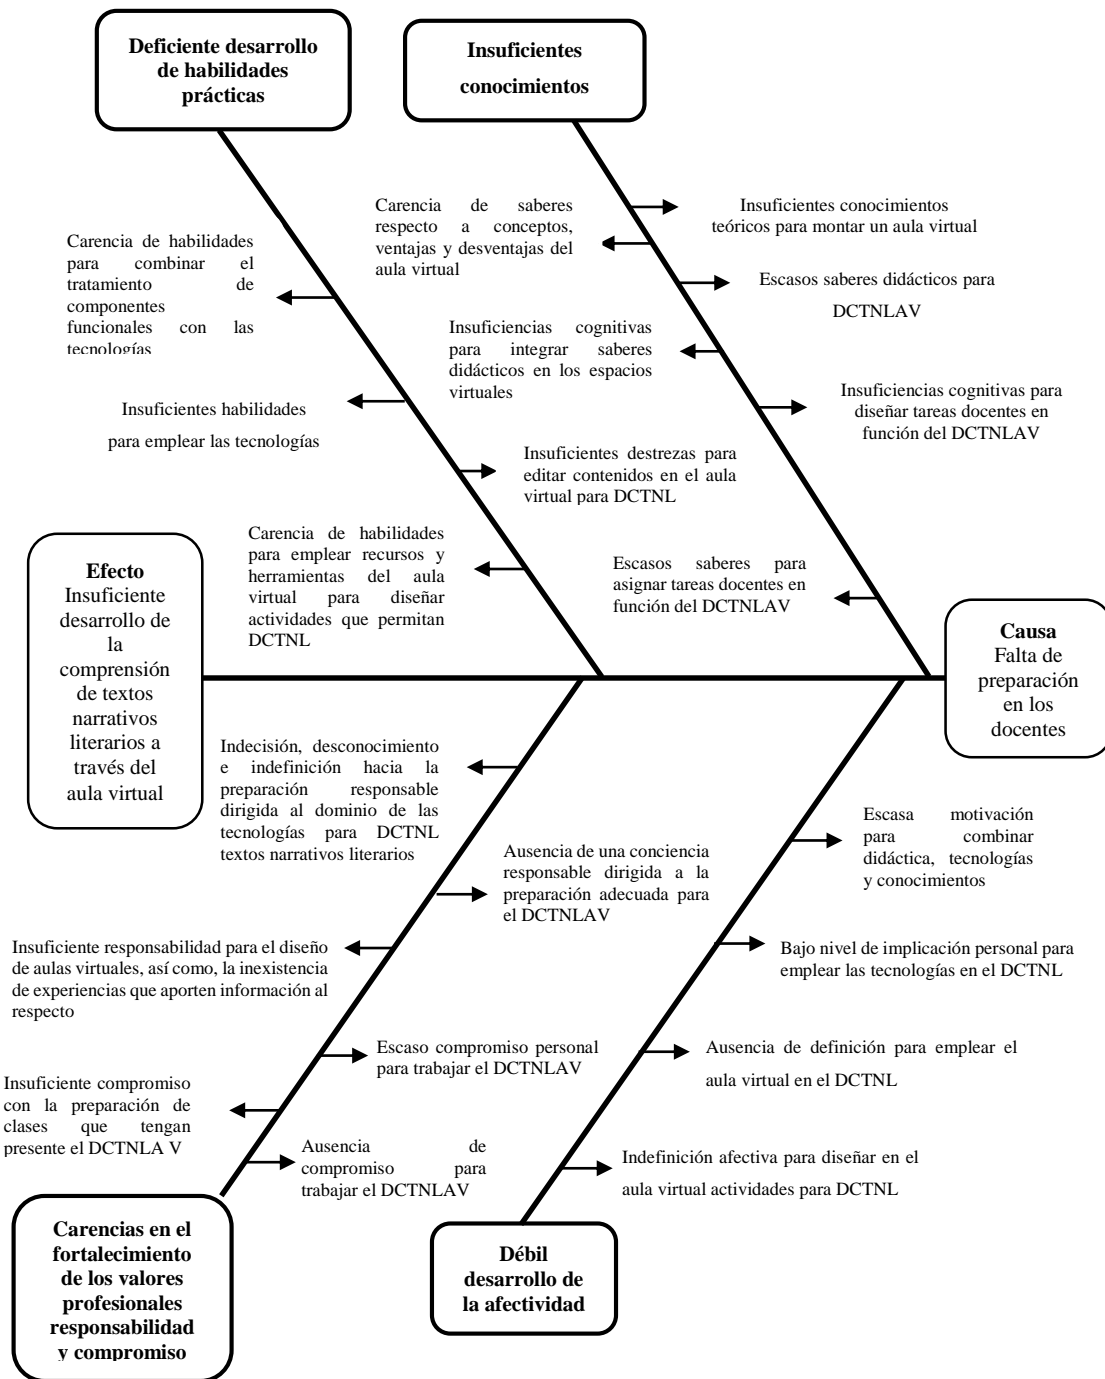 Deficiente desarrollo
de habilidades
prácticas
Insuficientes
conocimientos
Carencia de habilidades
para combinar el
tratamiento de
componentes
funcionales con las
tecnologías
Insuficientes habilidades
para emplear las tecnologías
Insuficientes destrezas para
editar contenidos en el aula
virtual para DCTNL
Carencia de habilidades
para emplear recursos y
herramientas del aula
virtual para diseñar
actividades que permitan
DCTNL
Carencia de saberes
respecto a conceptos,
ventajas y desventajas del
aula virtual
Insuficientes conocimientos
teóricos para montar un aula virtual
Escasos saberes didácticos para
DCTNLAV
Insuficiencias cognitivas
para integrar saberes
didácticos en los espacios
virtuales
Insuficiencias cognitivas para
diseñar tareas docentes en
función del DCTNLAV
Escasos saberes para
asignar tareas docentes en
función del DCTNLAV
Efecto
Insuficiente
desarrollo de
la
comprensión
de textos
narrativos
literarios a
través del
aula virtual
Causa
Falta de
preparación
en los
docentes
Indecisión, desconocimiento
e indefinición hacia la
preparación responsable
dirigida al dominio de las
tecnologías para DCTNL
textos narrativos literarios
Ausencia de una conciencia
responsable dirigida a la
preparación adecuada para
el DCTNLAV
Insuficiente responsabilidad para el diseño
de aulas virtuales, así como, la inexistencia
de experiencias que aporten información al
respecto
Escaso compromiso personal
para trabajar el DCTNLAV
Insuficiente compromiso
con la preparación de
clases que tengan
presente el DCTNLA V
Ausencia de
compromiso para
trabajar el DCTNLAV
Escasa motivación
para combinar
didáctica, tecnologías
y conocimientos
Bajo nivel de implicación personal para
emplear las tecnologías en el DCTNL
Ausencia de definición para emplear el
aula virtual en el DCTNL
Indefinición afectiva para diseñar en el
aula virtual actividades para DCTNL
Carencias en el
fortalecimiento
de los valores
profesionales
responsabilidad
y compromiso
Débil
desarrollo de
la afectividad